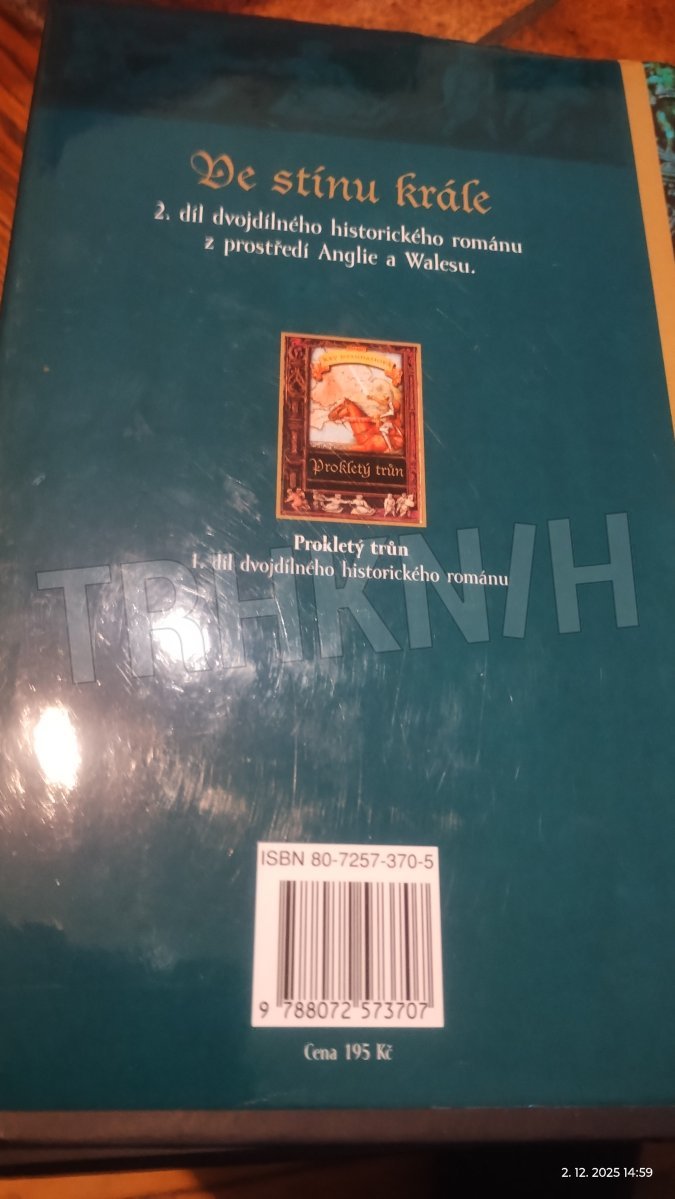 Ve stínu krále
2. díl dvojdílného historického románu
z prostředí Anglie a Walesu.
Prokletý trůn
Prokletý trůn
1. díl dvojdílného historického románu
TRHKNIH
ISBN 80-7257-370-5
9 788072 573707
Cena 195 Kč
2. 12. 2025 14:59